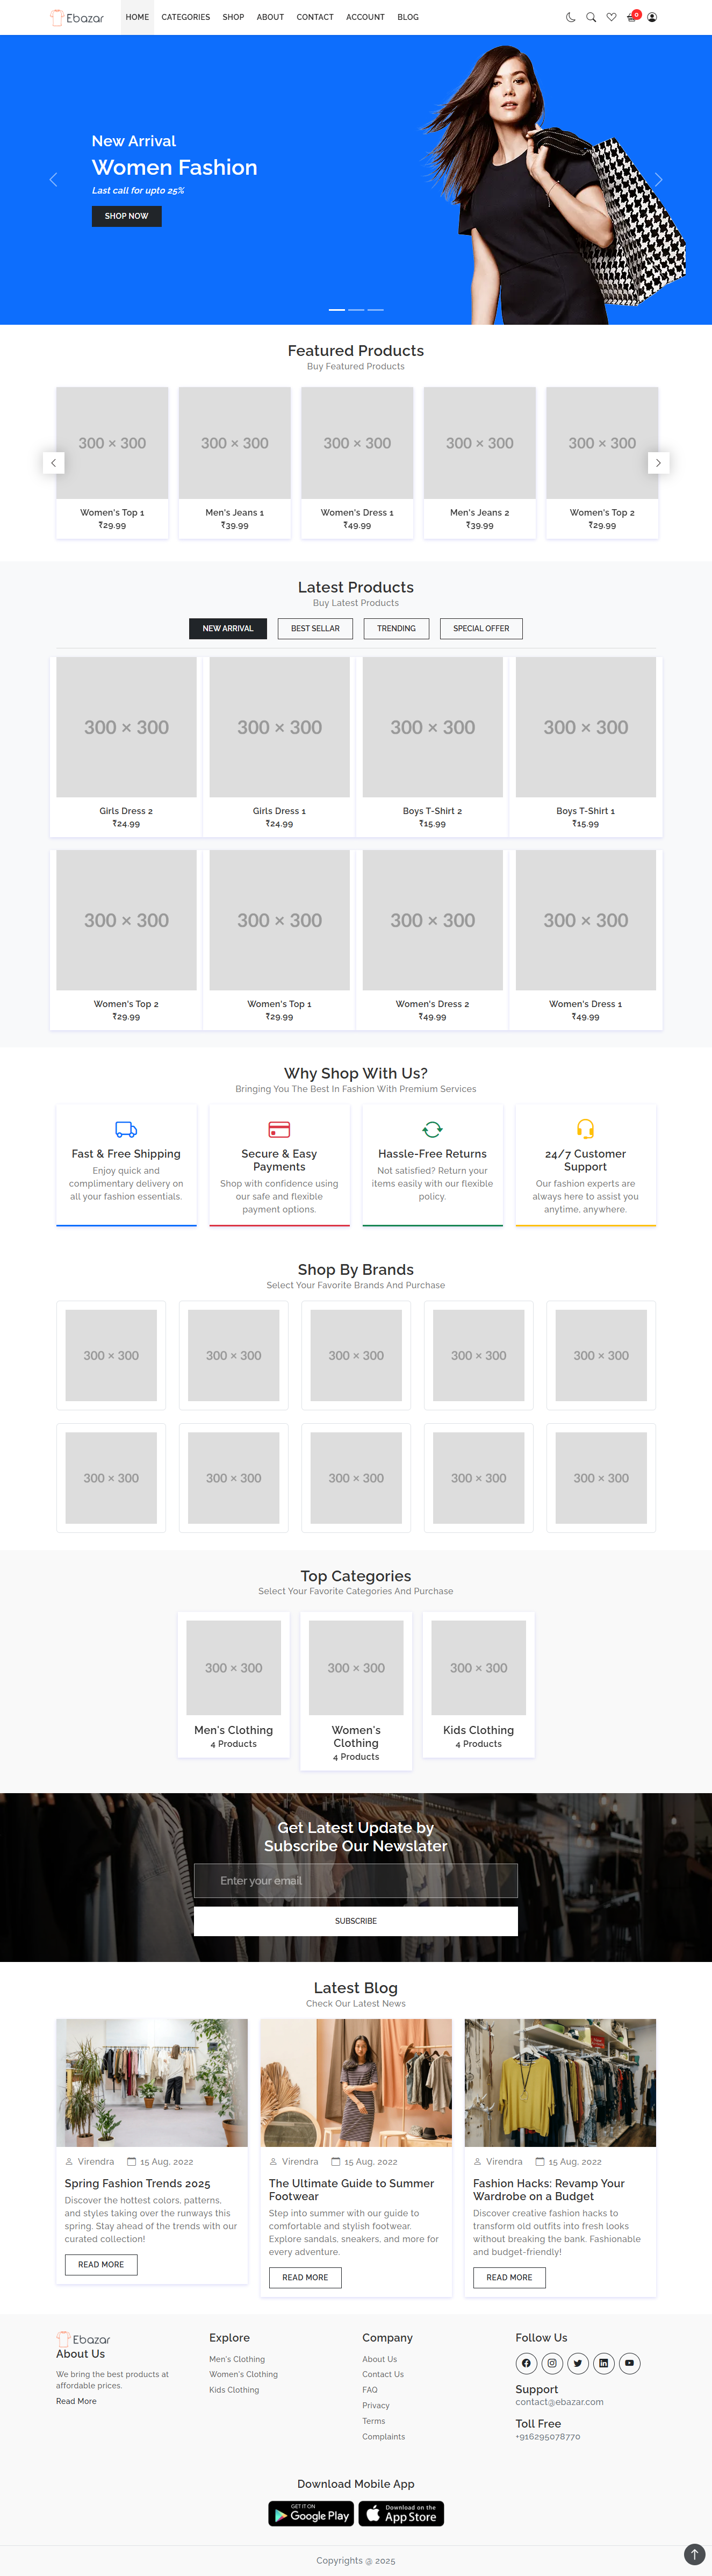 Ebazar
HOME CATEGORIES SHOP ABOUT CONTACT ACCOUNT BLOG
0
New Arrival
Women Fashion
Last call for upto 25%
SHOP NOW
Featured Products
Buy Featured Products
300 × 300 300 × 300 300 × 300 300 × 300 300 × 300
Women's Top 1 Men's Jeans 1 Women's Dress 1 Men's Jeans 2 Women's Top 2
₹29.99 ₹39.99 ₹49.99 ₹39.99 ₹29.99
Latest Products
Buy Latest Products
NEW ARRIVAL BEST SELLAR TRENDING SPECIAL OFFER
300 × 300 300 × 300 300 × 300 300 × 300
Girls Dress 2 Girls Dress 1 Boys T-Shirt 2 Boys T-Shirt 1
₹24.99 ₹24.99 ₹15.99 ₹15.99
300 × 300 300 × 300 300 × 300 300 × 300
Women's Top 2 Women's Top 1 Women's Dress 2 Women's Dress 1
₹29.99 ₹29.99 ₹49.99 ₹49.99
Why Shop With Us?
Bringing You The Best In Fashion With Premium Services
Fast & Free Shipping
Enjoy quick and
complimentary delivery on
all your fashion essentials.
Secure & Easy
Payments
Shop with confidence using
our safe and flexible
payment options.
Hassle-Free Returns
Not satisfied? Return your
items easily with our flexible
policy.
24/7 Customer
Support
Our fashion experts are
always here to assist you
anytime, anywhere.
Shop By Brands
Select Your Favorite Brands And Purchase
300 × 300 300 × 300 300 × 300 300 × 300 300 × 300
300 × 300 300 × 300 300 × 300 300 × 300 300 × 300
Top Categories
Select Your Favorite Categories And Purchase
300 × 300 300 × 300 300 × 300
Men's Clothing
4 Products
Women's
Clothing
4 Products
Kids Clothing
4 Products
Get Latest Update by
Subscribe Our Newslater
Enter your email
SUBSCRIBE
Latest Blog
Check Our Latest News
Virendra 15 Aug, 2022
Spring Fashion Trends 2025
Discover the hottest colors, patterns,
and styles taking over the runways this
spring. Stay ahead of the trends with our
curated collection!
READ MORE
Virendra 15 Aug, 2022
The Ultimate Guide to Summer
Footwear
Step into summer with our guide to
comfortable and stylish footwear.
Explore sandals, sneakers, and more for
every adventure.
READ MORE
Virendra 15 Aug, 2022
Fashion Hacks: Revamp Your
Wardrobe on a Budget
Discover creative fashion hacks to
transform old outfits into fresh looks
without breaking the bank. Fashionable
and budget-friendly!
READ MORE
Ebazar
About Us
We bring the best products at
affordable prices.
Read More
Explore
Men's Clothing
Women's Clothing
Kids Clothing
Company
About Us
Contact Us
FAQ
Privacy
Terms
Complaints
Follow Us
Support
contact@ebazar.com
Toll Free
+916295078770
Download Mobile App
GET IT ON
Google Play
Download on the
App Store
Copyrights @ 2025